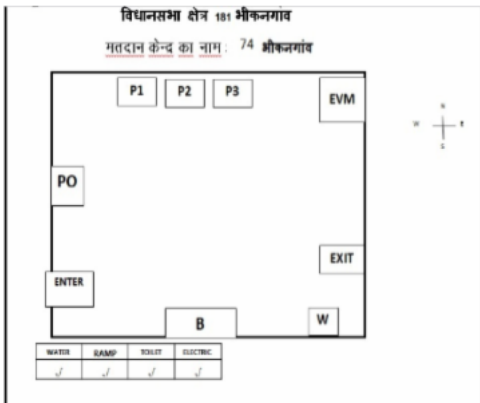 विधानसभा क्षेत्र 181 भीकनगांव
मतदान केन्द का नाम : 74 भीकनगांव
P1 P2 P3 EVM
N
W E
S
PO
EXIT
ENTER
B W
WATER RAMP TOILET ELECTRIC
✓ ✓ ✓ ✓